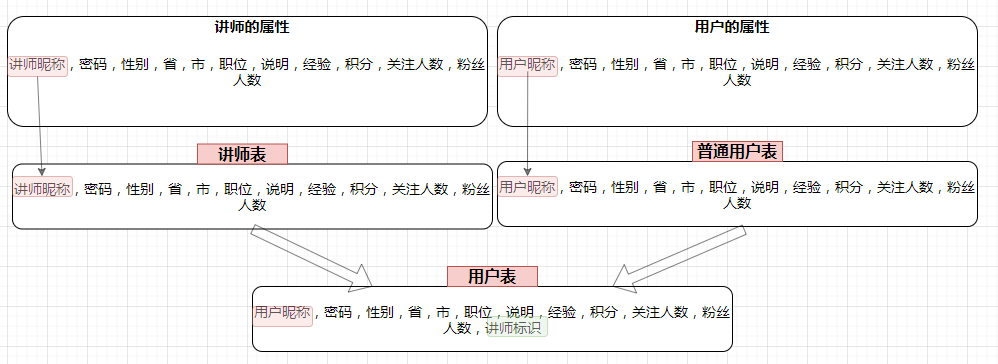 讲师的属性
讲师昵称，密码，性别，省，市，职位，说明，经验，积分，关注人数，粉丝
人数
用户的属性
用户昵称，密码，性别，省，市，职位，说明，经验，积分，关注人数，粉丝
人数
讲师表
讲师昵称，密码，性别，省，市，职位，说明，经验，积分，关注人数，粉丝
人数
普通用户表
用户昵称，密码，性别，省，市，职位，说明，经验，积分，关注人数，粉丝
人数
用户表
用户昵称，密码，性别，省，市，职位，说明，经验，积分，关注人数，粉丝
人数，讲师标识